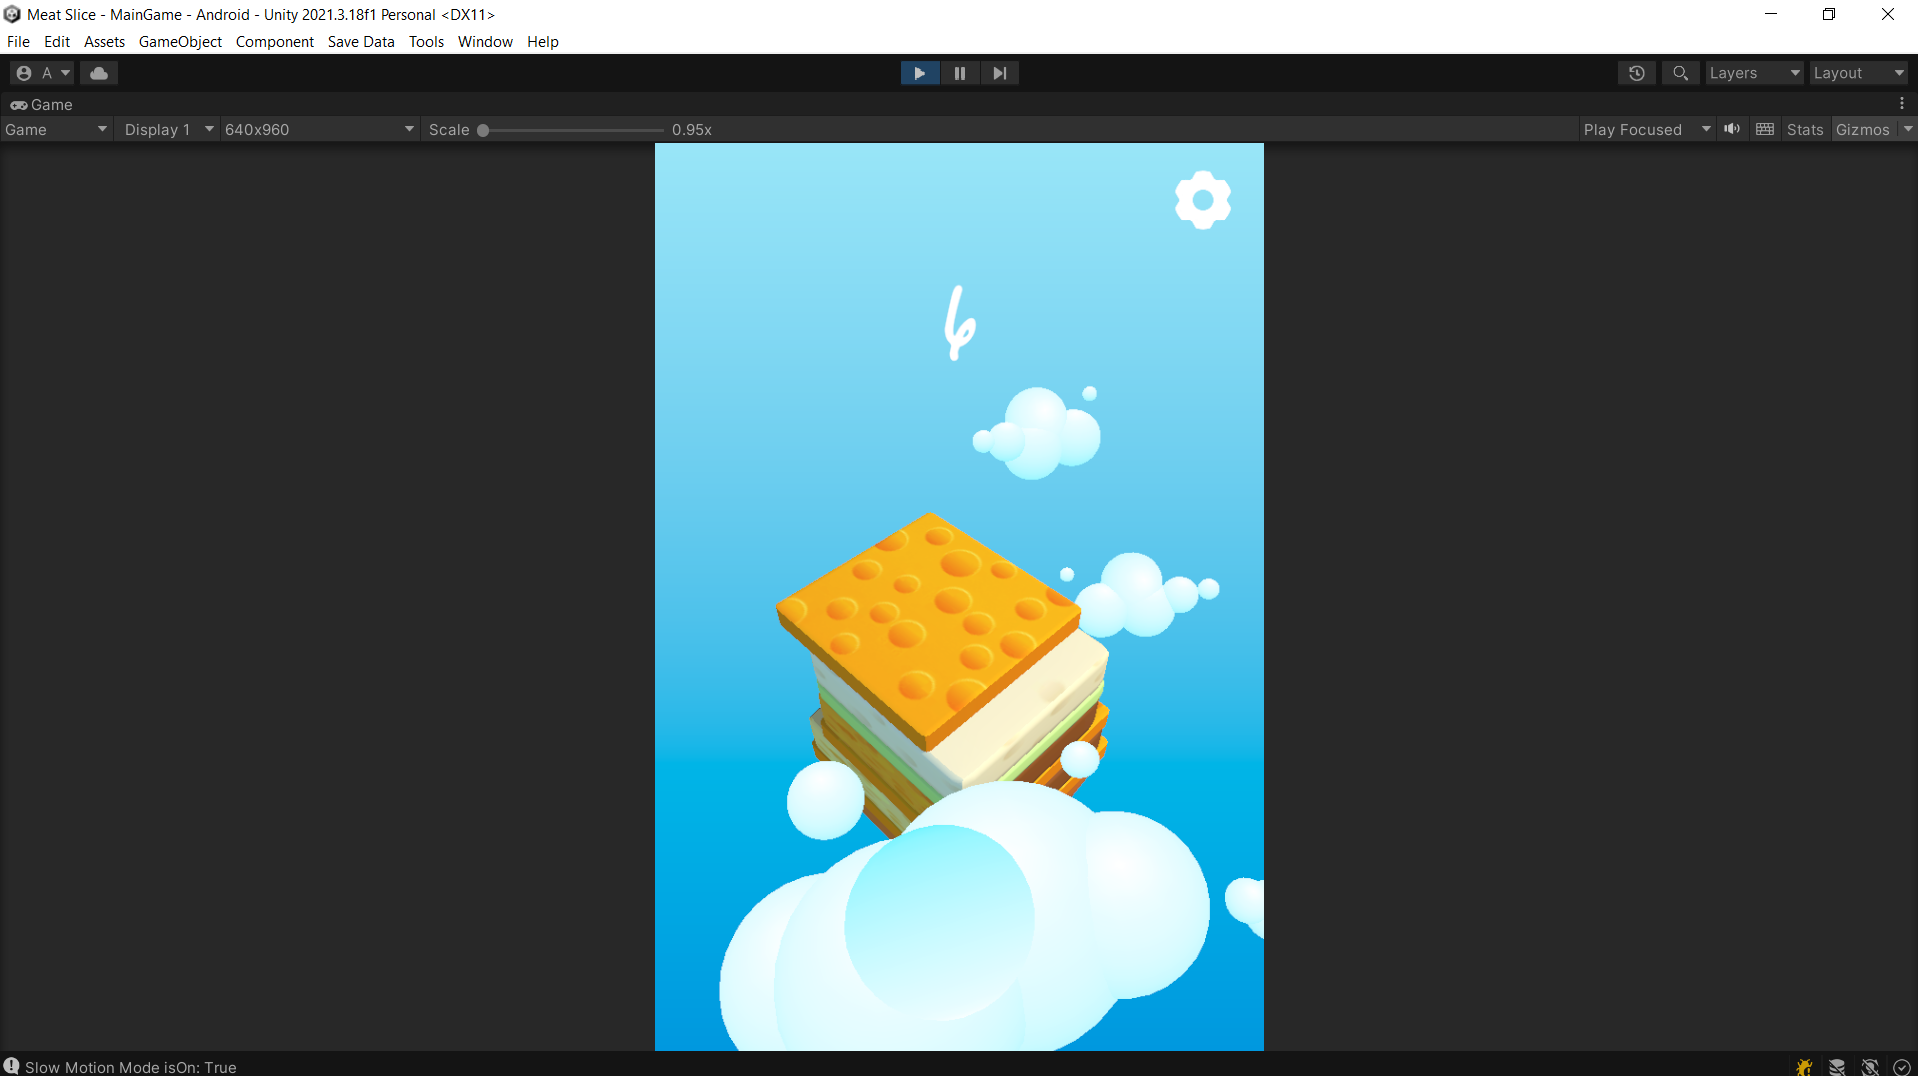 Meat Slice - MainGame - Android - Unity 2021.3.18f1 Personal <DX11>
File Edit Assets GameObject Component Save Data Tools Window Help
A Layers Layout
Game
Game Display 1 640x960 Scale 0.95x Play Focused Stats Gizmos
6
Slow Motion Mode isOn: True